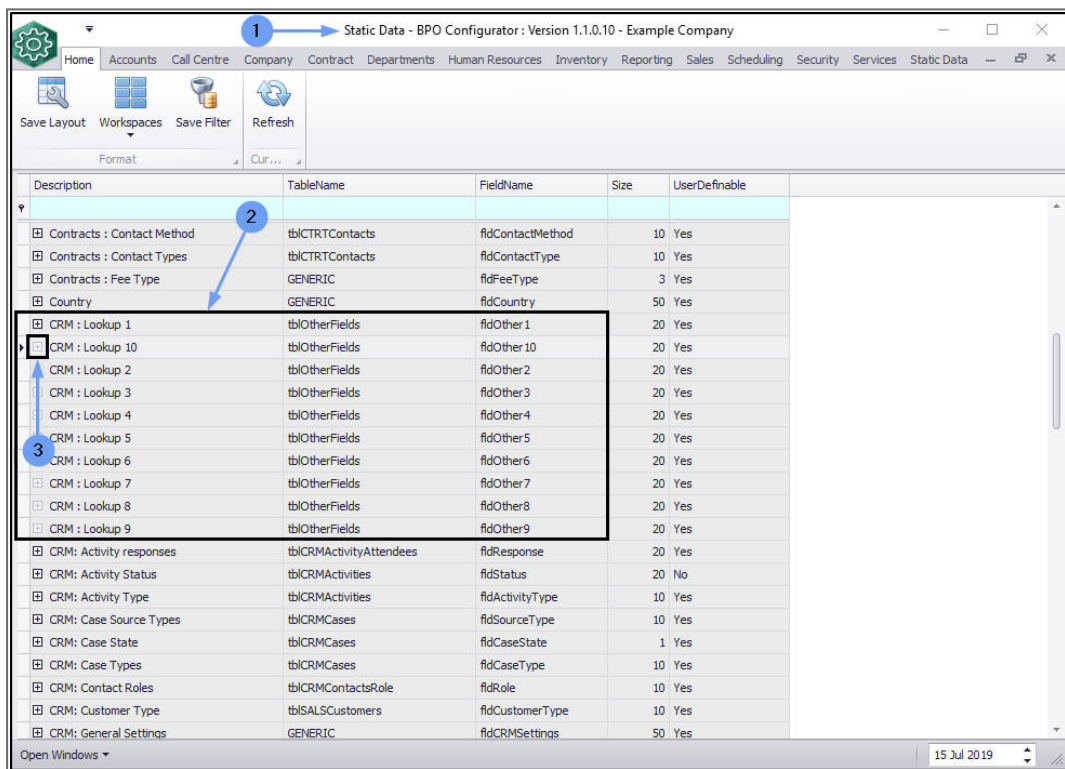 1
Static Data - BPO Configurator : Version 1.1.0.10 - Example Company
Home Accounts Call Centre Company Contract Departments Human Resources Inventory Reporting Sales Scheduling Security Services Static Data
Save Layout Workspaces Save Filter Refresh
Format Cur...
Description TableName FieldName Size UserDefinable
2
Contracts : Contact Method tblCTRTContacts fldContactMethod 10 Yes
Contracts : Contact Types tblCTRTContacts fldContactType 10 Yes
Contracts : Fee Type GENERIC fldFeeType 3 Yes
Country GENERIC fldCountry 50 Yes
CRM : Lookup 1 tblOtherFields fldOther1 20 Yes
CRM : Lookup 10 tblOtherFields fldOther10 20 Yes
CRM : Lookup 2 tblOtherFields fldOther2 20 Yes
CRM : Lookup 3 tblOtherFields fldOther3 20 Yes
CRM : Lookup 4 tblOtherFields fldOther4 20 Yes
CRM : Lookup 5 tblOtherFields fldOther5 20 Yes
3
CRM : Lookup 6 tblOtherFields fldOther6 20 Yes
CRM : Lookup 7 tblOtherFields fldOther7 20 Yes
CRM : Lookup 8 tblOtherFields fldOther8 20 Yes
CRM : Lookup 9 tblOtherFields fldOther9 20 Yes
CRM: Activity responses tblCRMActivityAttendees fldResponse 20 Yes
CRM: Activity Status tblCRMActivities fldStatus 20 No
CRM: Activity Type tblCRMActivities fldActivityType 10 Yes
CRM: Case Source Types tblCRMCases fldSourceType 10 Yes
CRM: Case State tblCRMCases fldCaseState 1 Yes
CRM: Case Types tblCRMCases fldCaseType 10 Yes
CRM: Contact Roles tblCRMContactsRole fldRole 10 Yes
CRM: Customer Type tblSALSCustomers fldCustomerType 10 Yes
CRM: General Settings GENERIC fldCRMSettings 50 Yes
Open Windows 15 Jul 2019